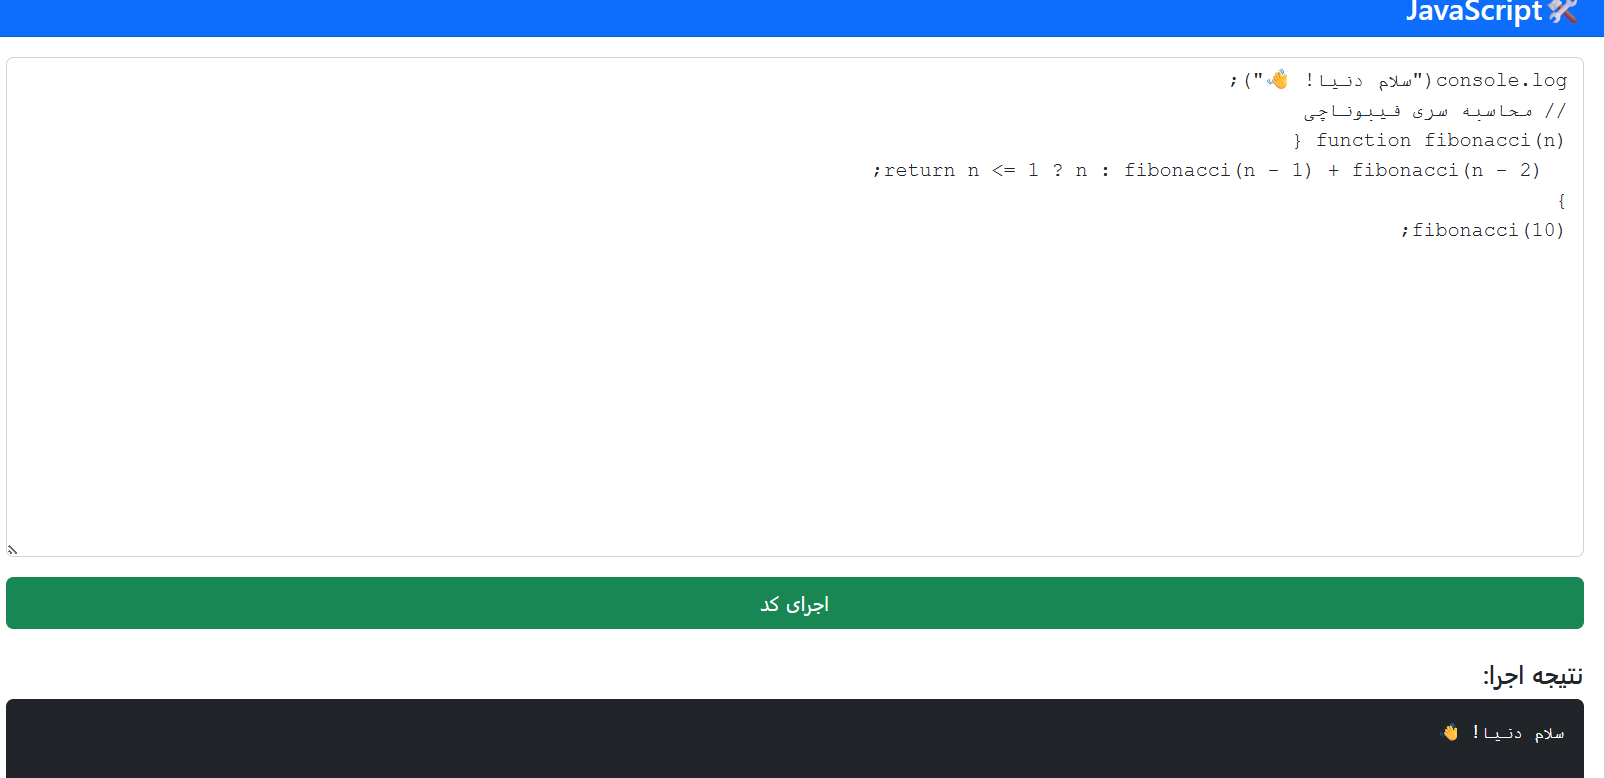 🛠️ JavaScript
console.log("سلام دنیا! 👋");
// محاسبه سری فیبوناچی
function fibonacci(n) {
  return n <= 1 ? n : fibonacci(n - 1) + fibonacci(n - 2);
}
fibonacci(10);
اجرای کد
نتیجه اجرا:
سلام دنیا! 👋